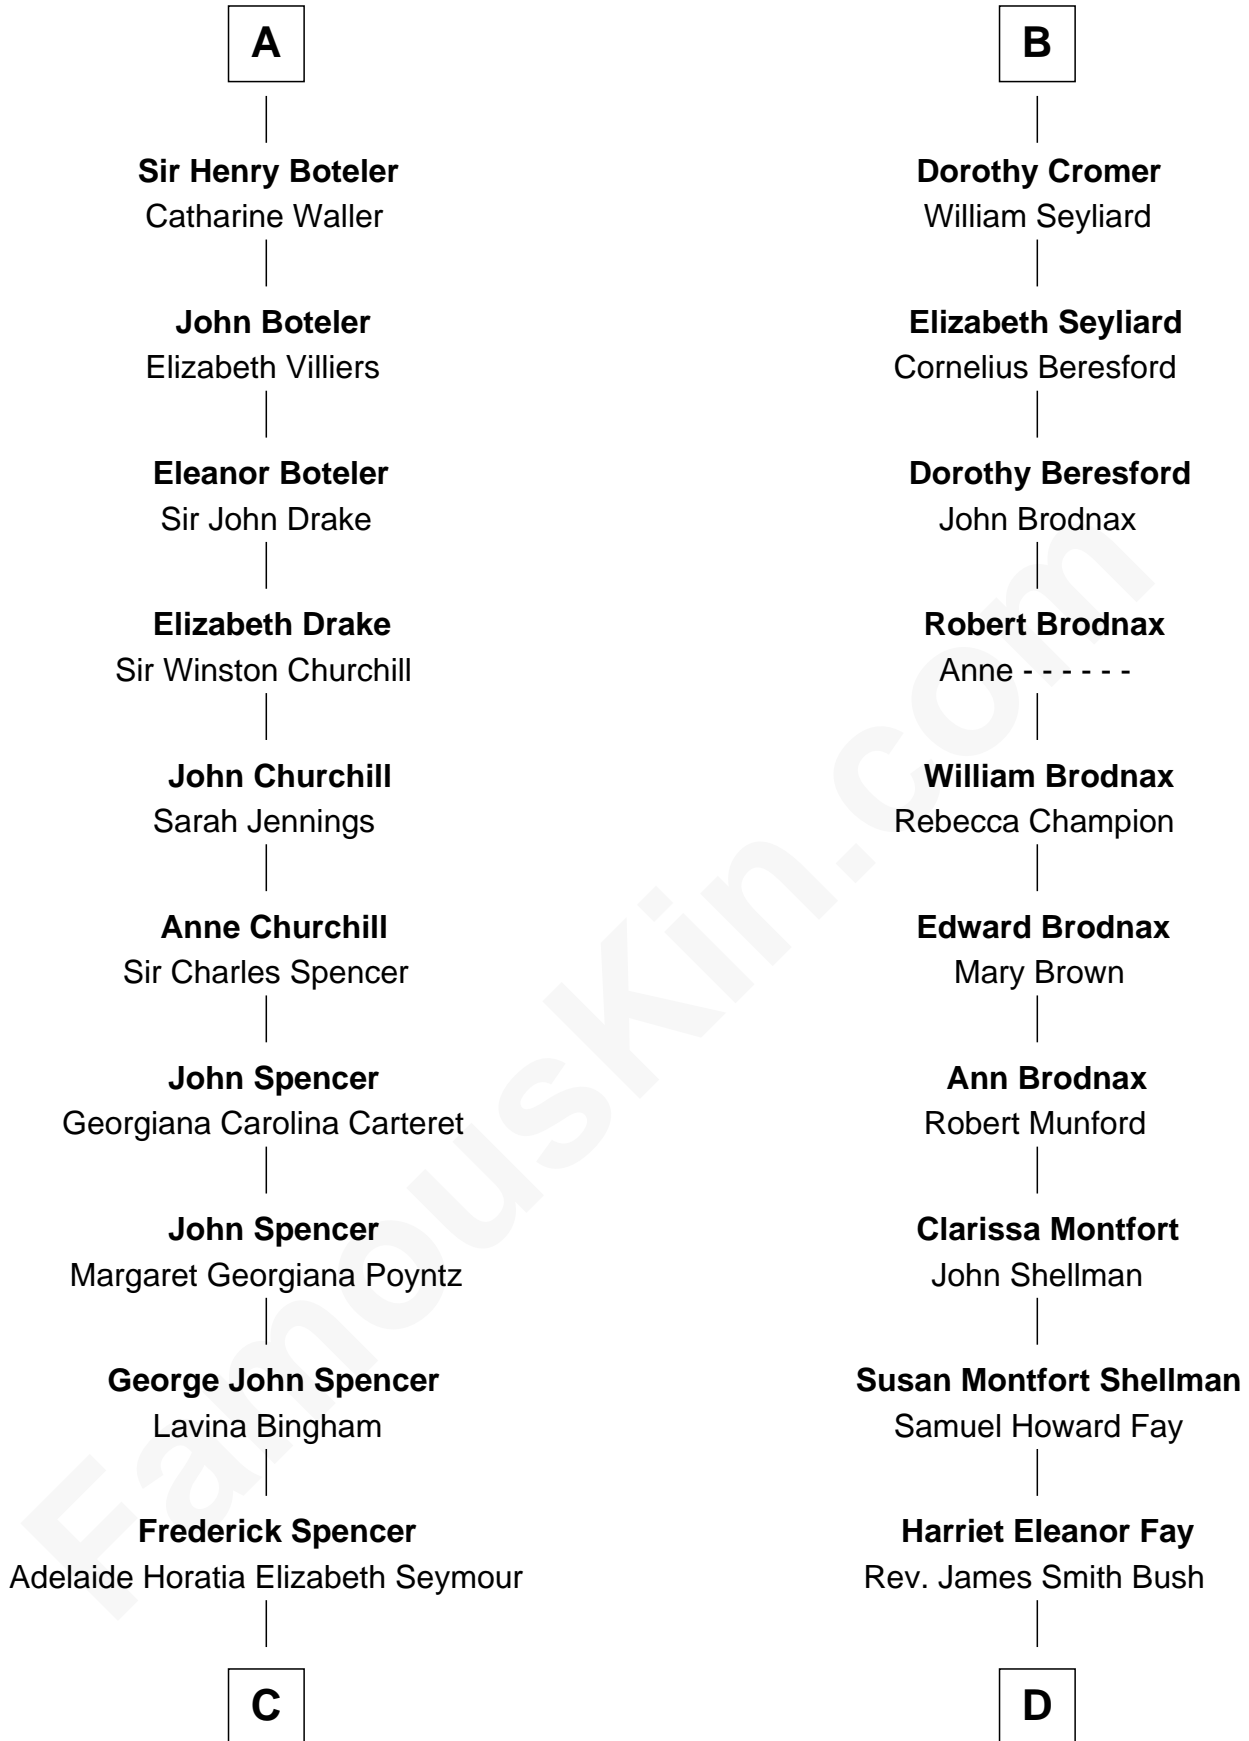 A
Sir Henry Boteler
Catharine Waller
John Boteler
Elizabeth Villiers
Eleanor Boteler
Sir John Drake
Elizabeth Drake
Sir Winston Churchill
John Churchill
Sarah Jennings
Anne Churchill
Sir Charles Spencer
John Spencer
Georgiana Carolina Carteret
John Spencer
Margaret Georgiana Poyntz
George John Spencer
Lavina Bingham
Frederick Spencer
Adelaide Horatia Elizabeth Seymour
C
B
Dorothy Cromer
William Seyliard
Elizabeth Seyliard
Cornelius Beresford
Dorothy Beresford
John Brodnax
Robert Brodnax
Anne - - - - - -
William Brodnax
Rebecca Champion
Edward Brodnax
Mary Brown
Ann Brodnax
Robert Munford
Clarissa Montfort
John Shellman
Susan Montfort Shellman
Samuel Howard Fay
Harriet Eleanor Fay
Rev. James Smith Bush
D
FamousKin.com